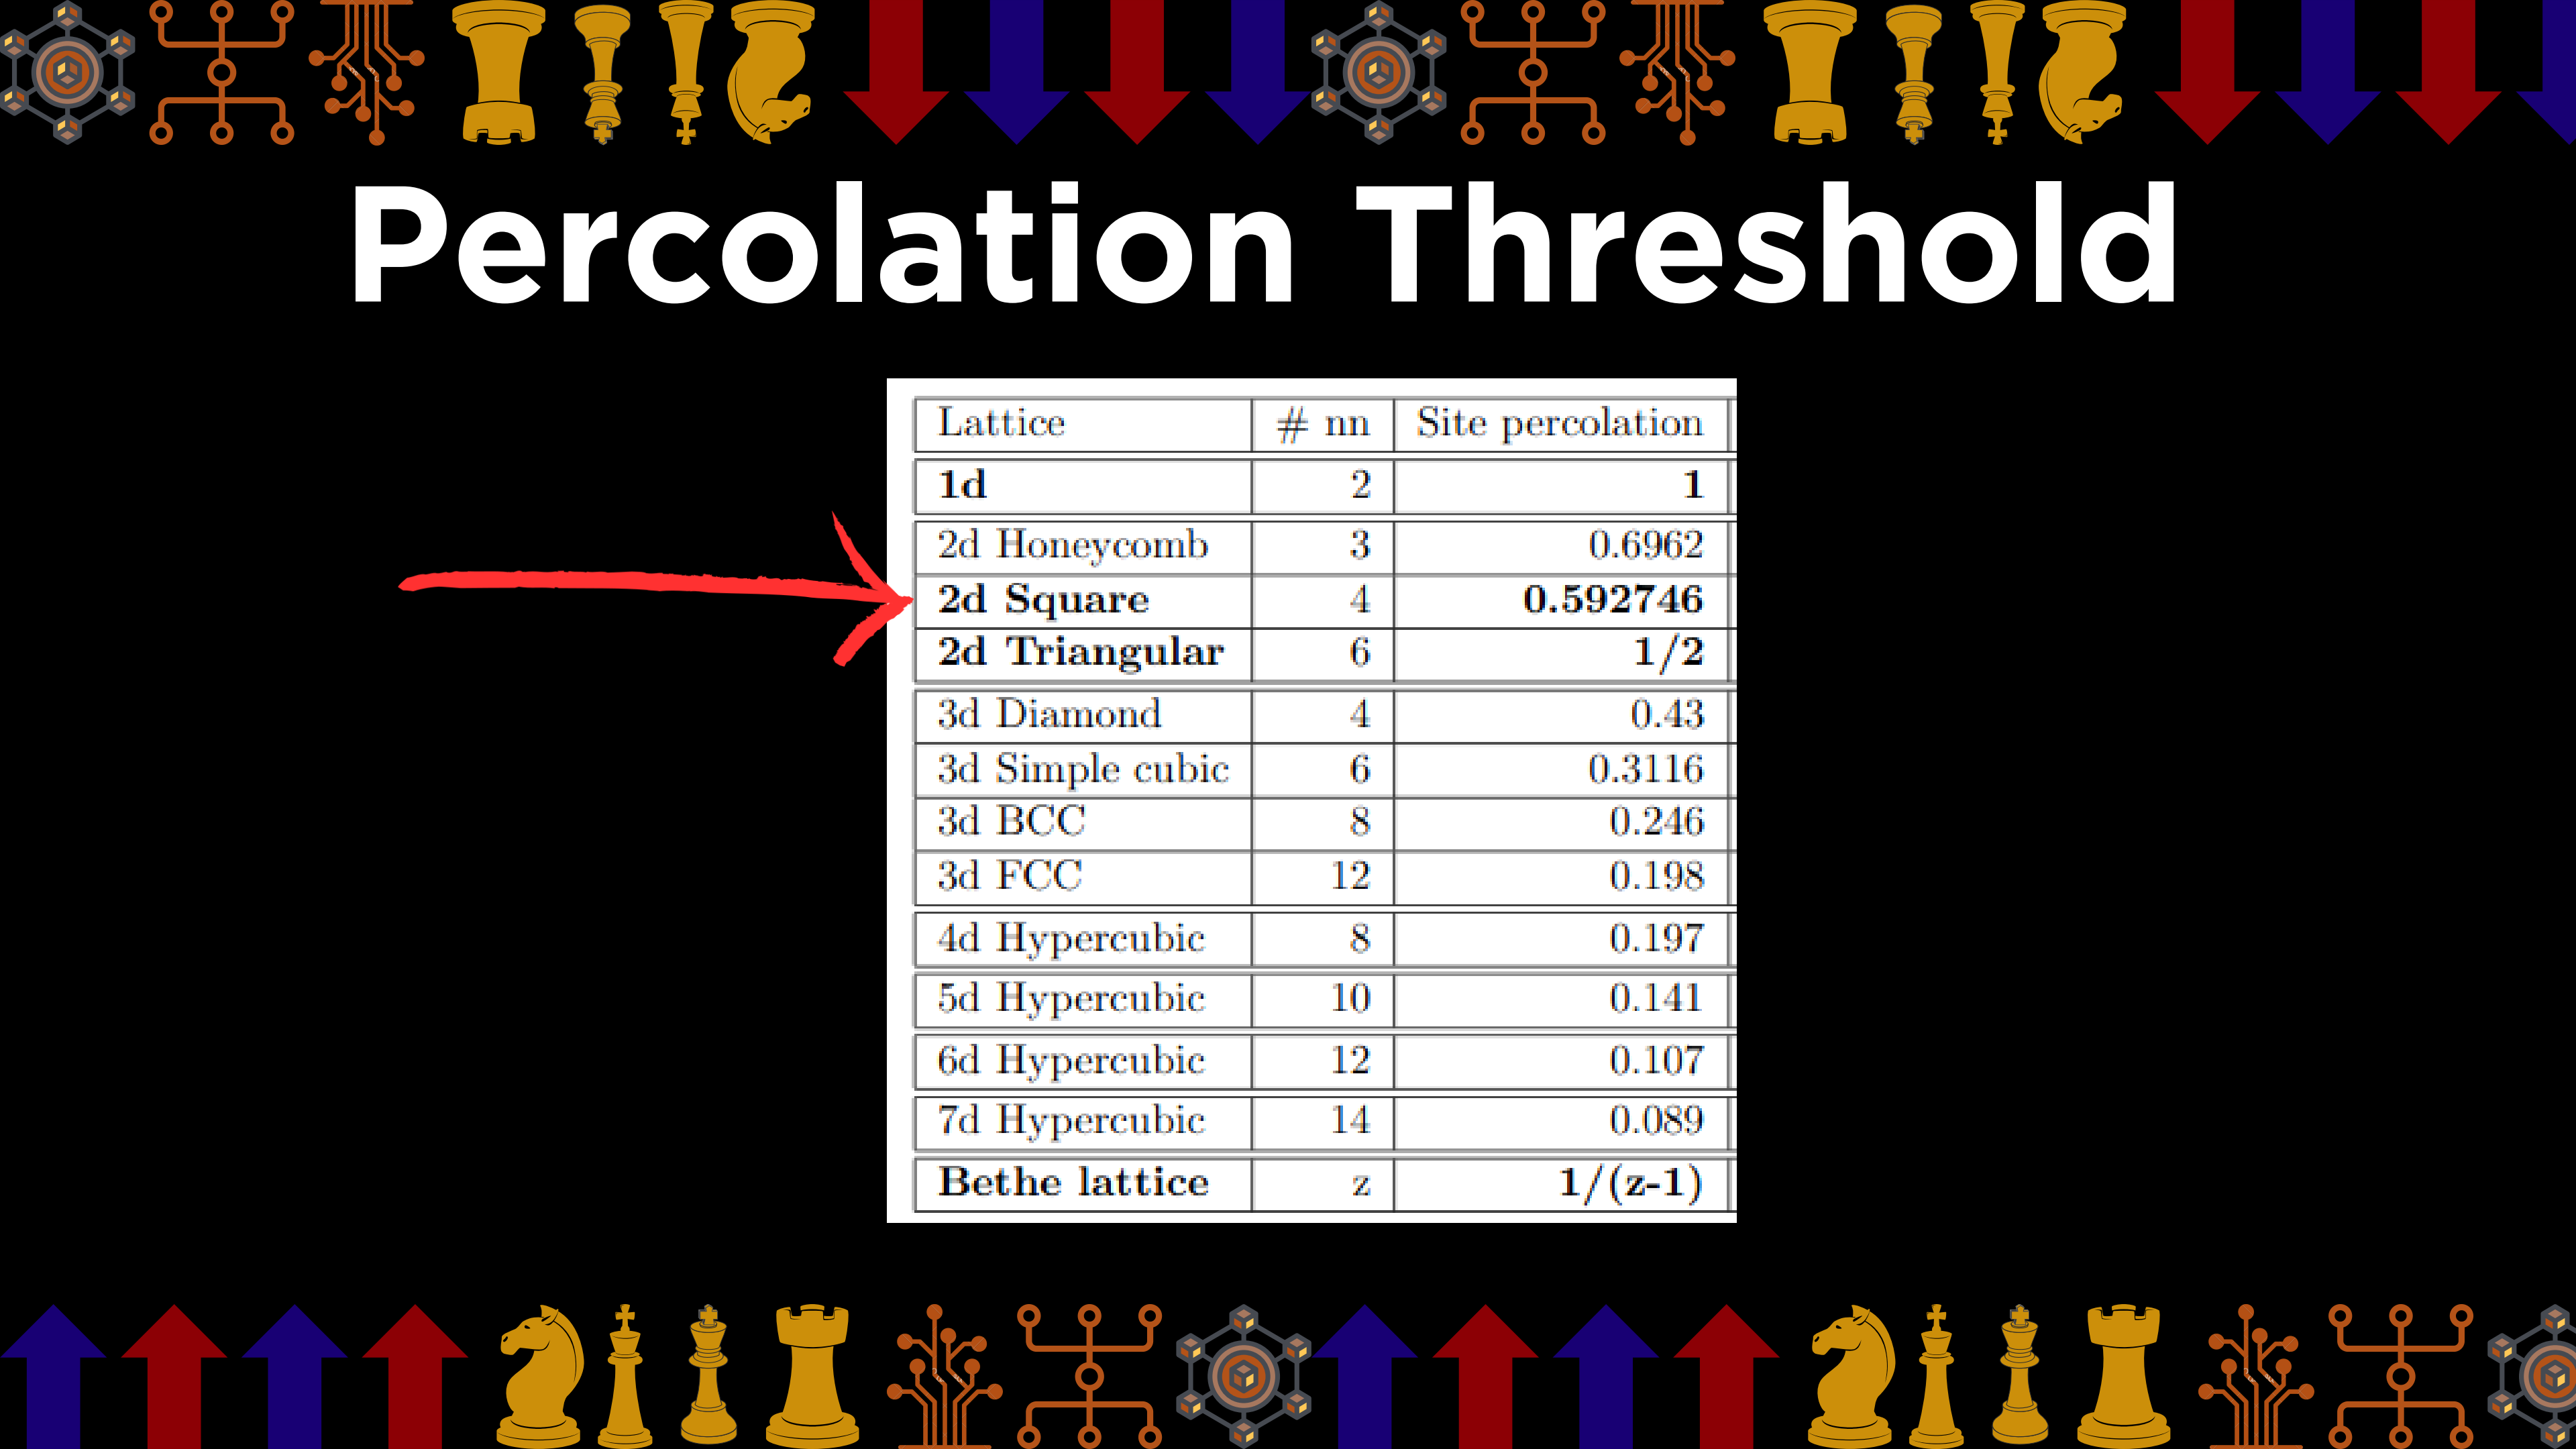 Percolation Threshold
Lattice # nn Site percolation
1d 2 1
2d Honeycomb 3 0.6962
2d Square 4 0.592746
2d Triangular 6 1/2
3d Diamond 4 0.43
3d Simple cubic 6 0.3116
3d BCC 8 0.246
3d FCC 12 0.198
4d Hypercubic 8 0.197
5d Hypercubic 10 0.141
6d Hypercubic 12 0.107
7d Hypercubic 14 0.089
Bethe lattice z 1/(z-1)